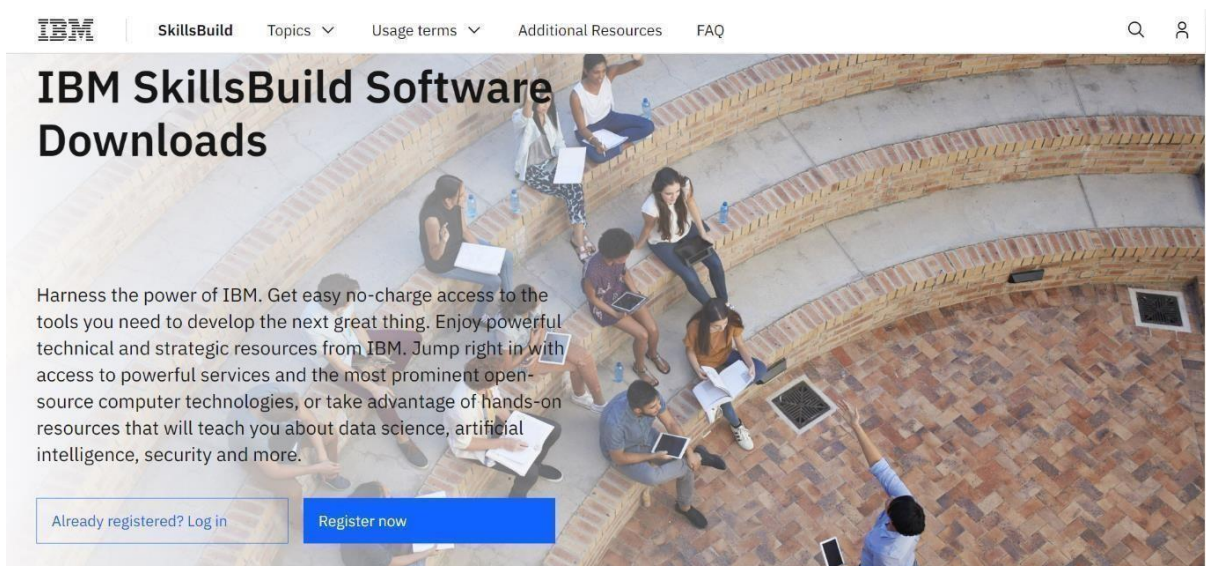 IBM SkillsBuild Topics Usage terms Additional Resources FAQ
IBM SkillsBuild Software
Downloads
Harness the power of IBM. Get easy no-charge access to the
tools you need to develop the next great thing. Enjoy powerful
technical and strategic resources from IBM. Jump right in with
access to powerful services and the most prominent open-
source computer technologies, or take advantage of hands-on
resources that will teach you about data science, artificial
intelligence, security and more.
Already registered? Log in Register now